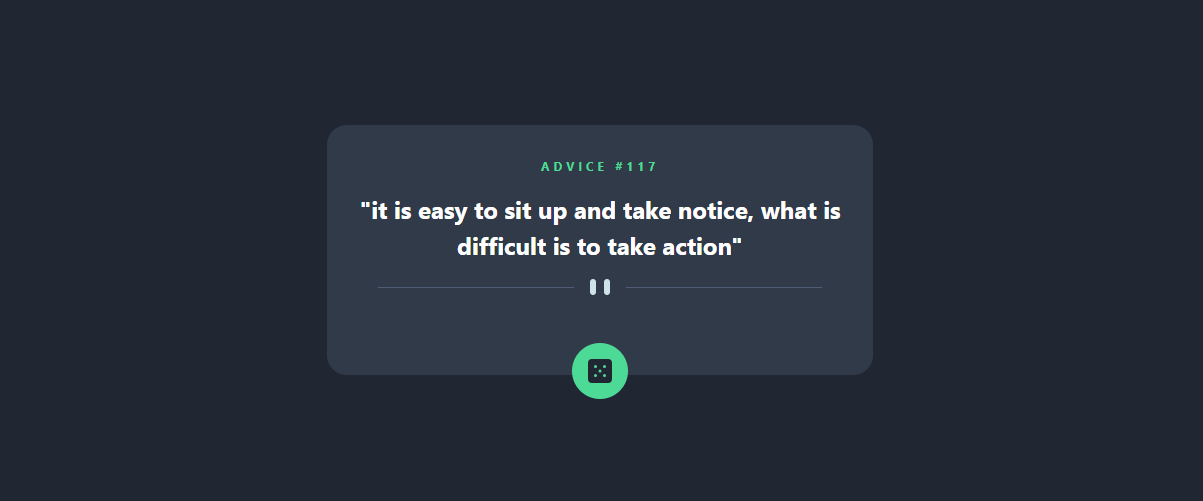 ADVICE #117
"it is easy to sit up and take notice, what is
difficult is to take action"